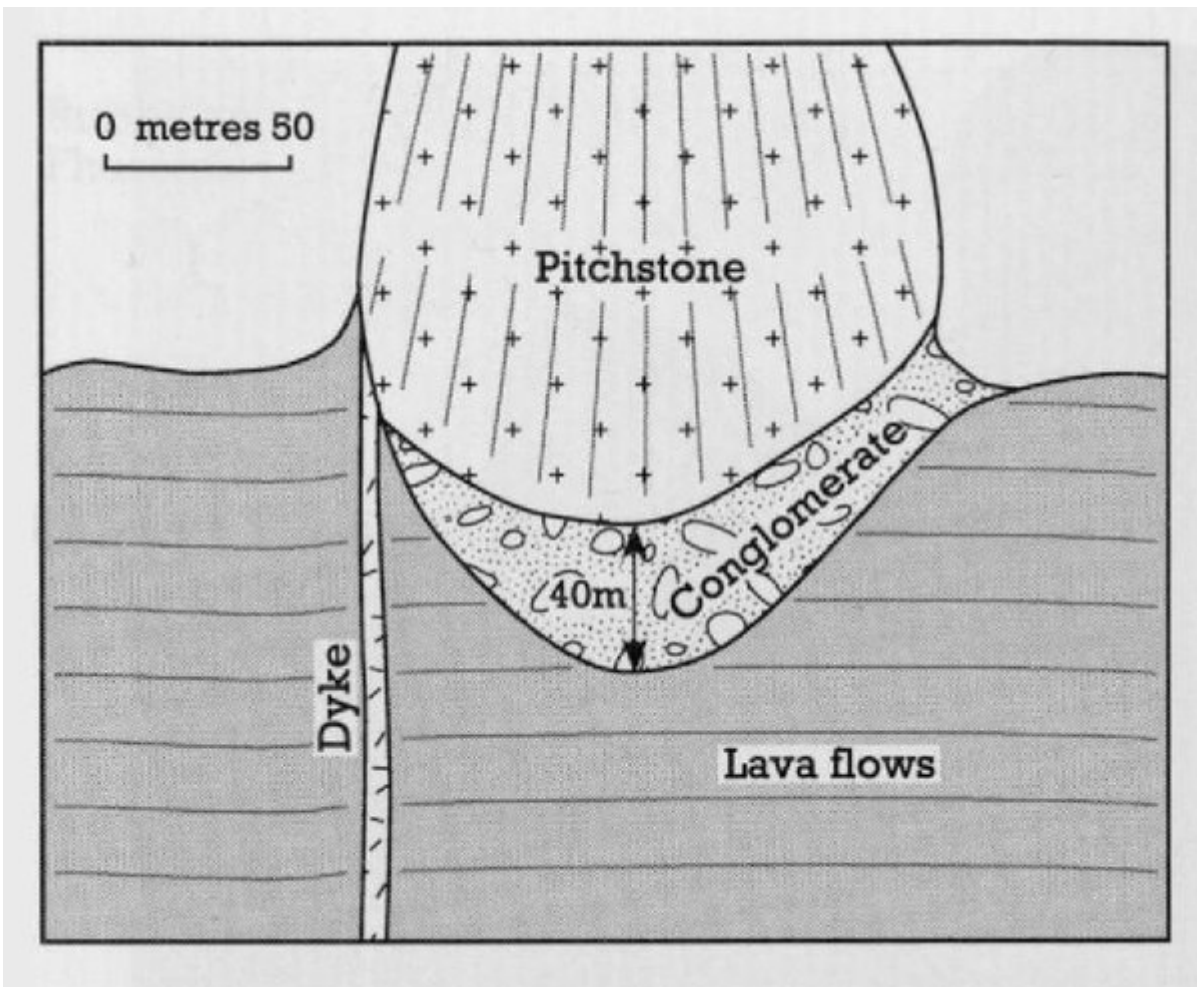 0 metres 50
Pitchstone
Conglomerate
40m
Dyke
Lava flows